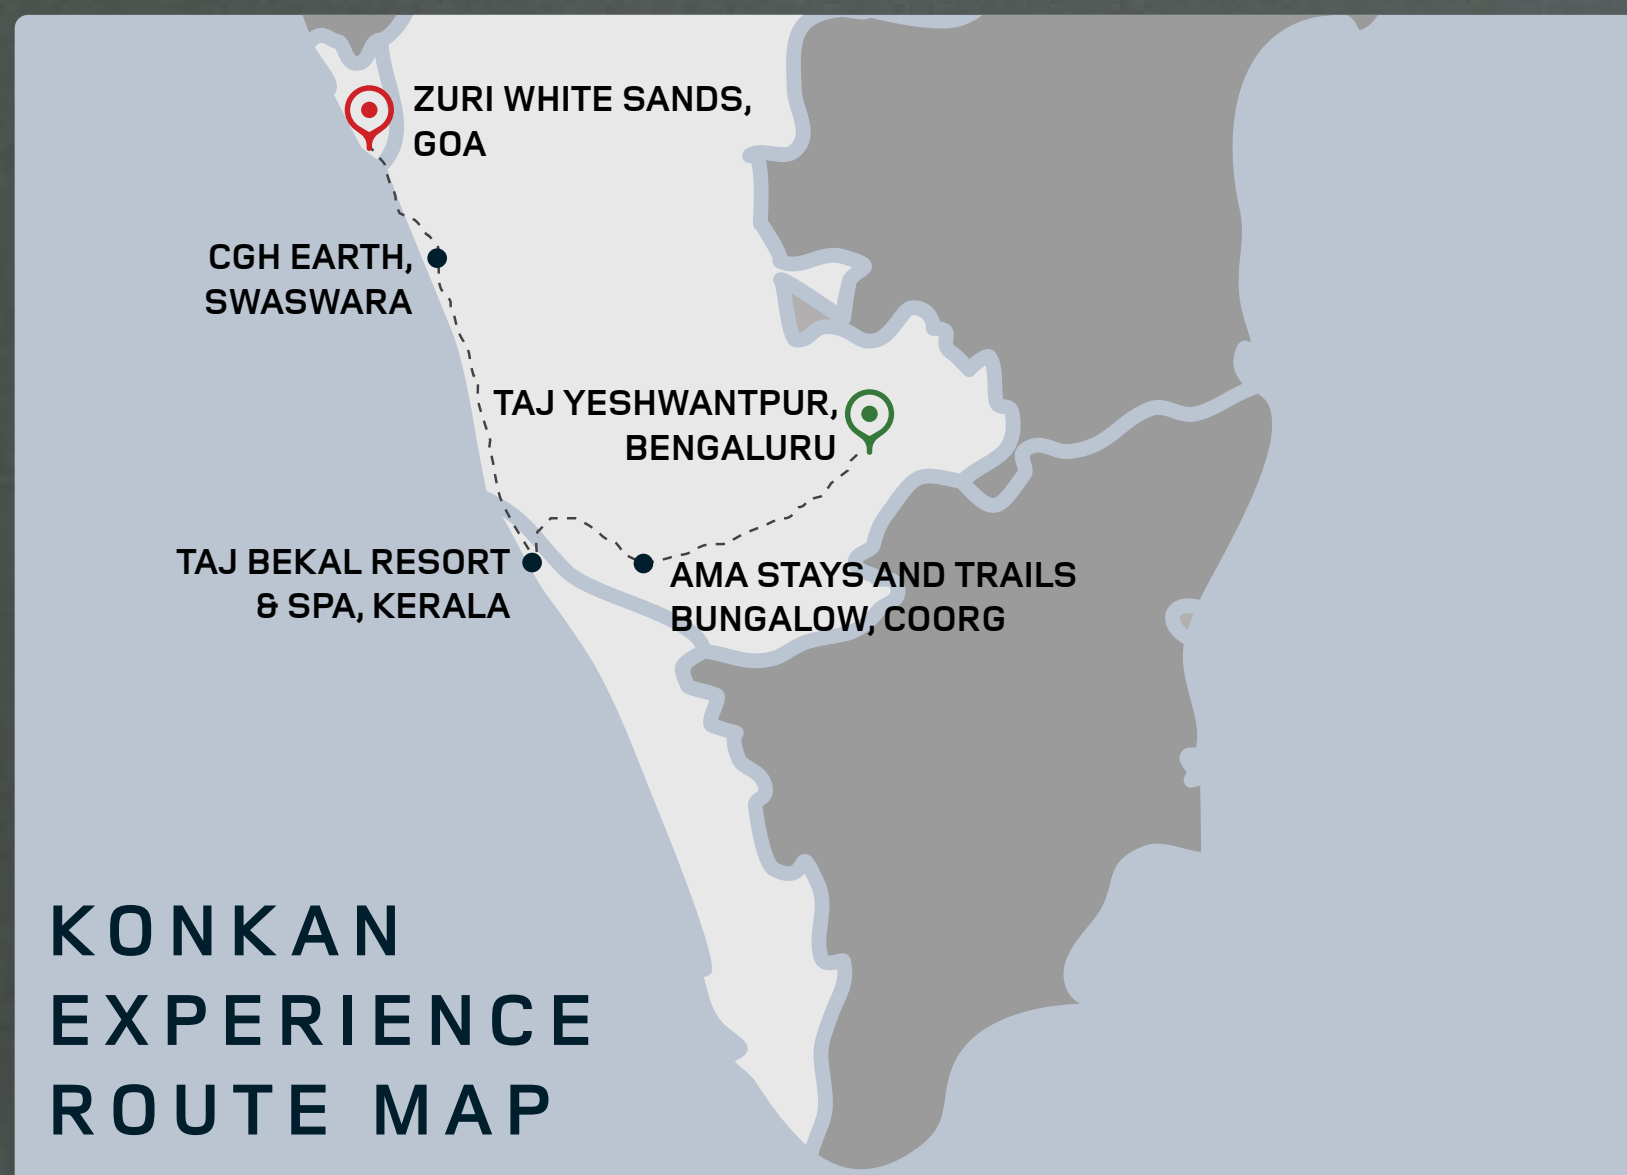 ZURI WHITE SANDS,
GOA
CGH EARTH,
SWASWARA
TAJ YESHWANTPUR,
BENGALURU
TAJ BEKAL RESORT
& SPA, KERALA
AMA STAYS AND TRAILS
BUNGALOW, COORG
KONKAN
EXPERIENCE
ROUTE MAP